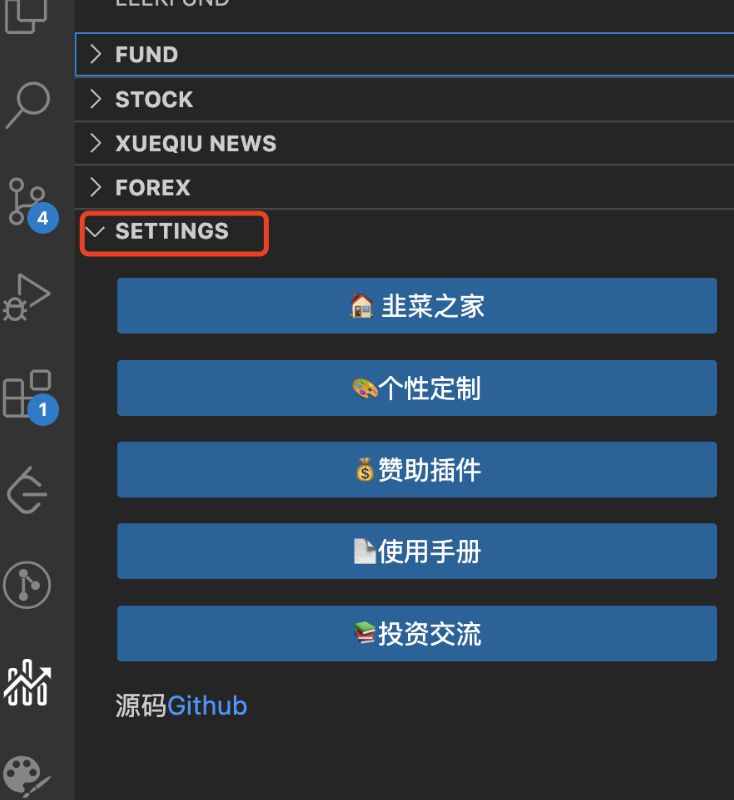 LEEKFUND
FUND
STOCK
XUEQIU NEWS
FOREX
SETTINGS
4
🏠 韭菜之家
🎨个性定制
1
💰赞助插件
📄使用手册
📚投资交流
源码Github